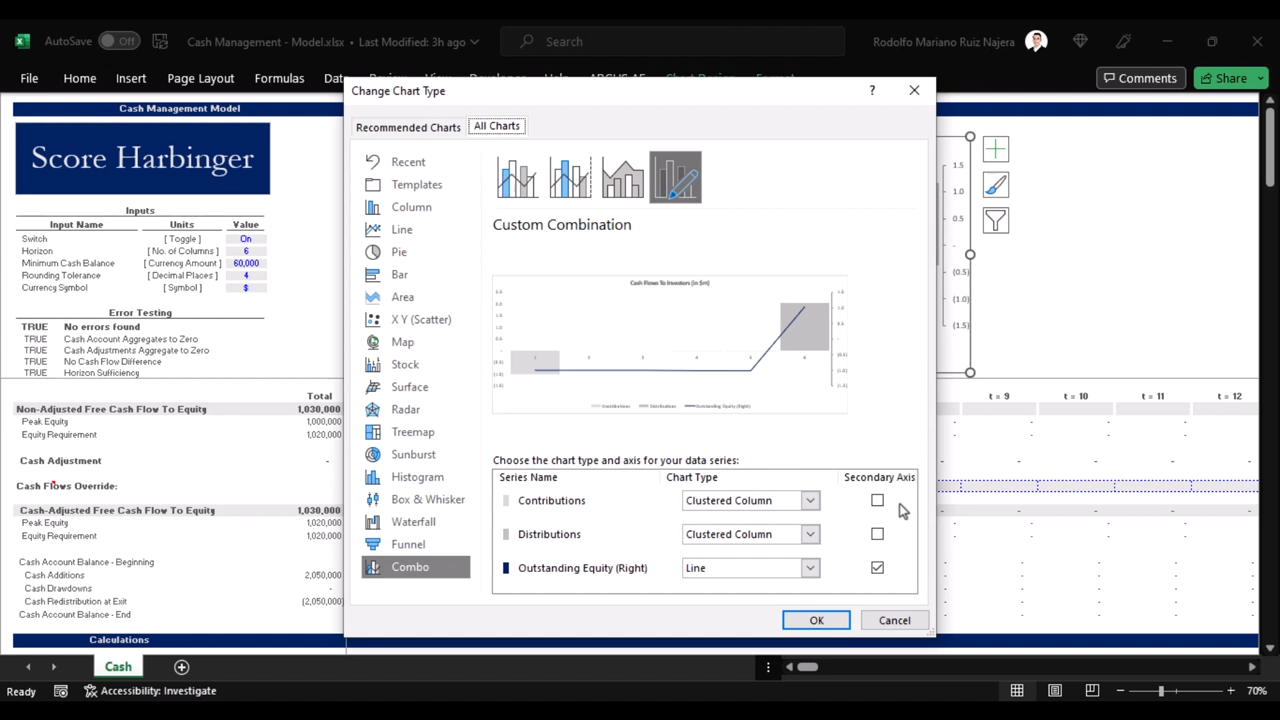 AutoSave Off Cash Management - Model.xlsx • Last Modified: 3h ago Search Rodolfo Mariano Ruiz Najera
File Home Insert Page Layout Formulas Comments Share
Change Chart Type ?
Recommended Charts All Charts
Recent
Templates
Column
Line
Pie
Bar
Area
X Y (Scatter)
Map
Stock
Surface
Radar
Treemap
Sunburst
Histogram
Box & Whisker
Waterfall
Funnel
Combo
Custom Combination
Cash Flows To Investors (in $m)
Contributions Distributions Outstanding Equity (Right)
Choose the chart type and axis for your data series:
Series Name Chart Type Secondary Axis
Contributions Clustered Column
Distributions Clustered Column
Outstanding Equity (Right) Line
OK Cancel
Cash Management Model
Score Harbinger
Inputs
Input Name Units Value
Switch [ Toggle ] On
Horizon [ No. of Columns ] 6
Minimum Cash Balance [ Currency Amount ] 60,000
Rounding Tolerance [ Decimal Places ] 4
Currency Symbol [ Symbol ] $
Error Testing
TRUE No errors found
TRUE Cash Account Aggregates to Zero
TRUE Cash Adjustments Aggregate to Zero
TRUE No Cash Flow Difference
TRUE Horizon Sufficiency
1.5
1.0
0.5
-
(0.5)
(1.0)
(1.5)
Total t = 9 t = 10 t = 11 t = 12
Non-Adjusted Free Cash Flow To Equity 1,030,000
Peak Equity 1,000,000
Equity Requirement 1,020,000
Cash Adjustment -
Cash Flows Override:
Cash-Adjusted Free Cash Flow To Equity 1,030,000
Peak Equity 1,020,000
Equity Requirement 1,020,000
Cash Account Balance - Beginning
Cash Additions 2,050,000
Cash Drawdowns -
Cash Redistribution at Exit (2,050,000)
Cash Account Balance - End
Calculations
Cash
Ready Accessibility: Investigate 70%